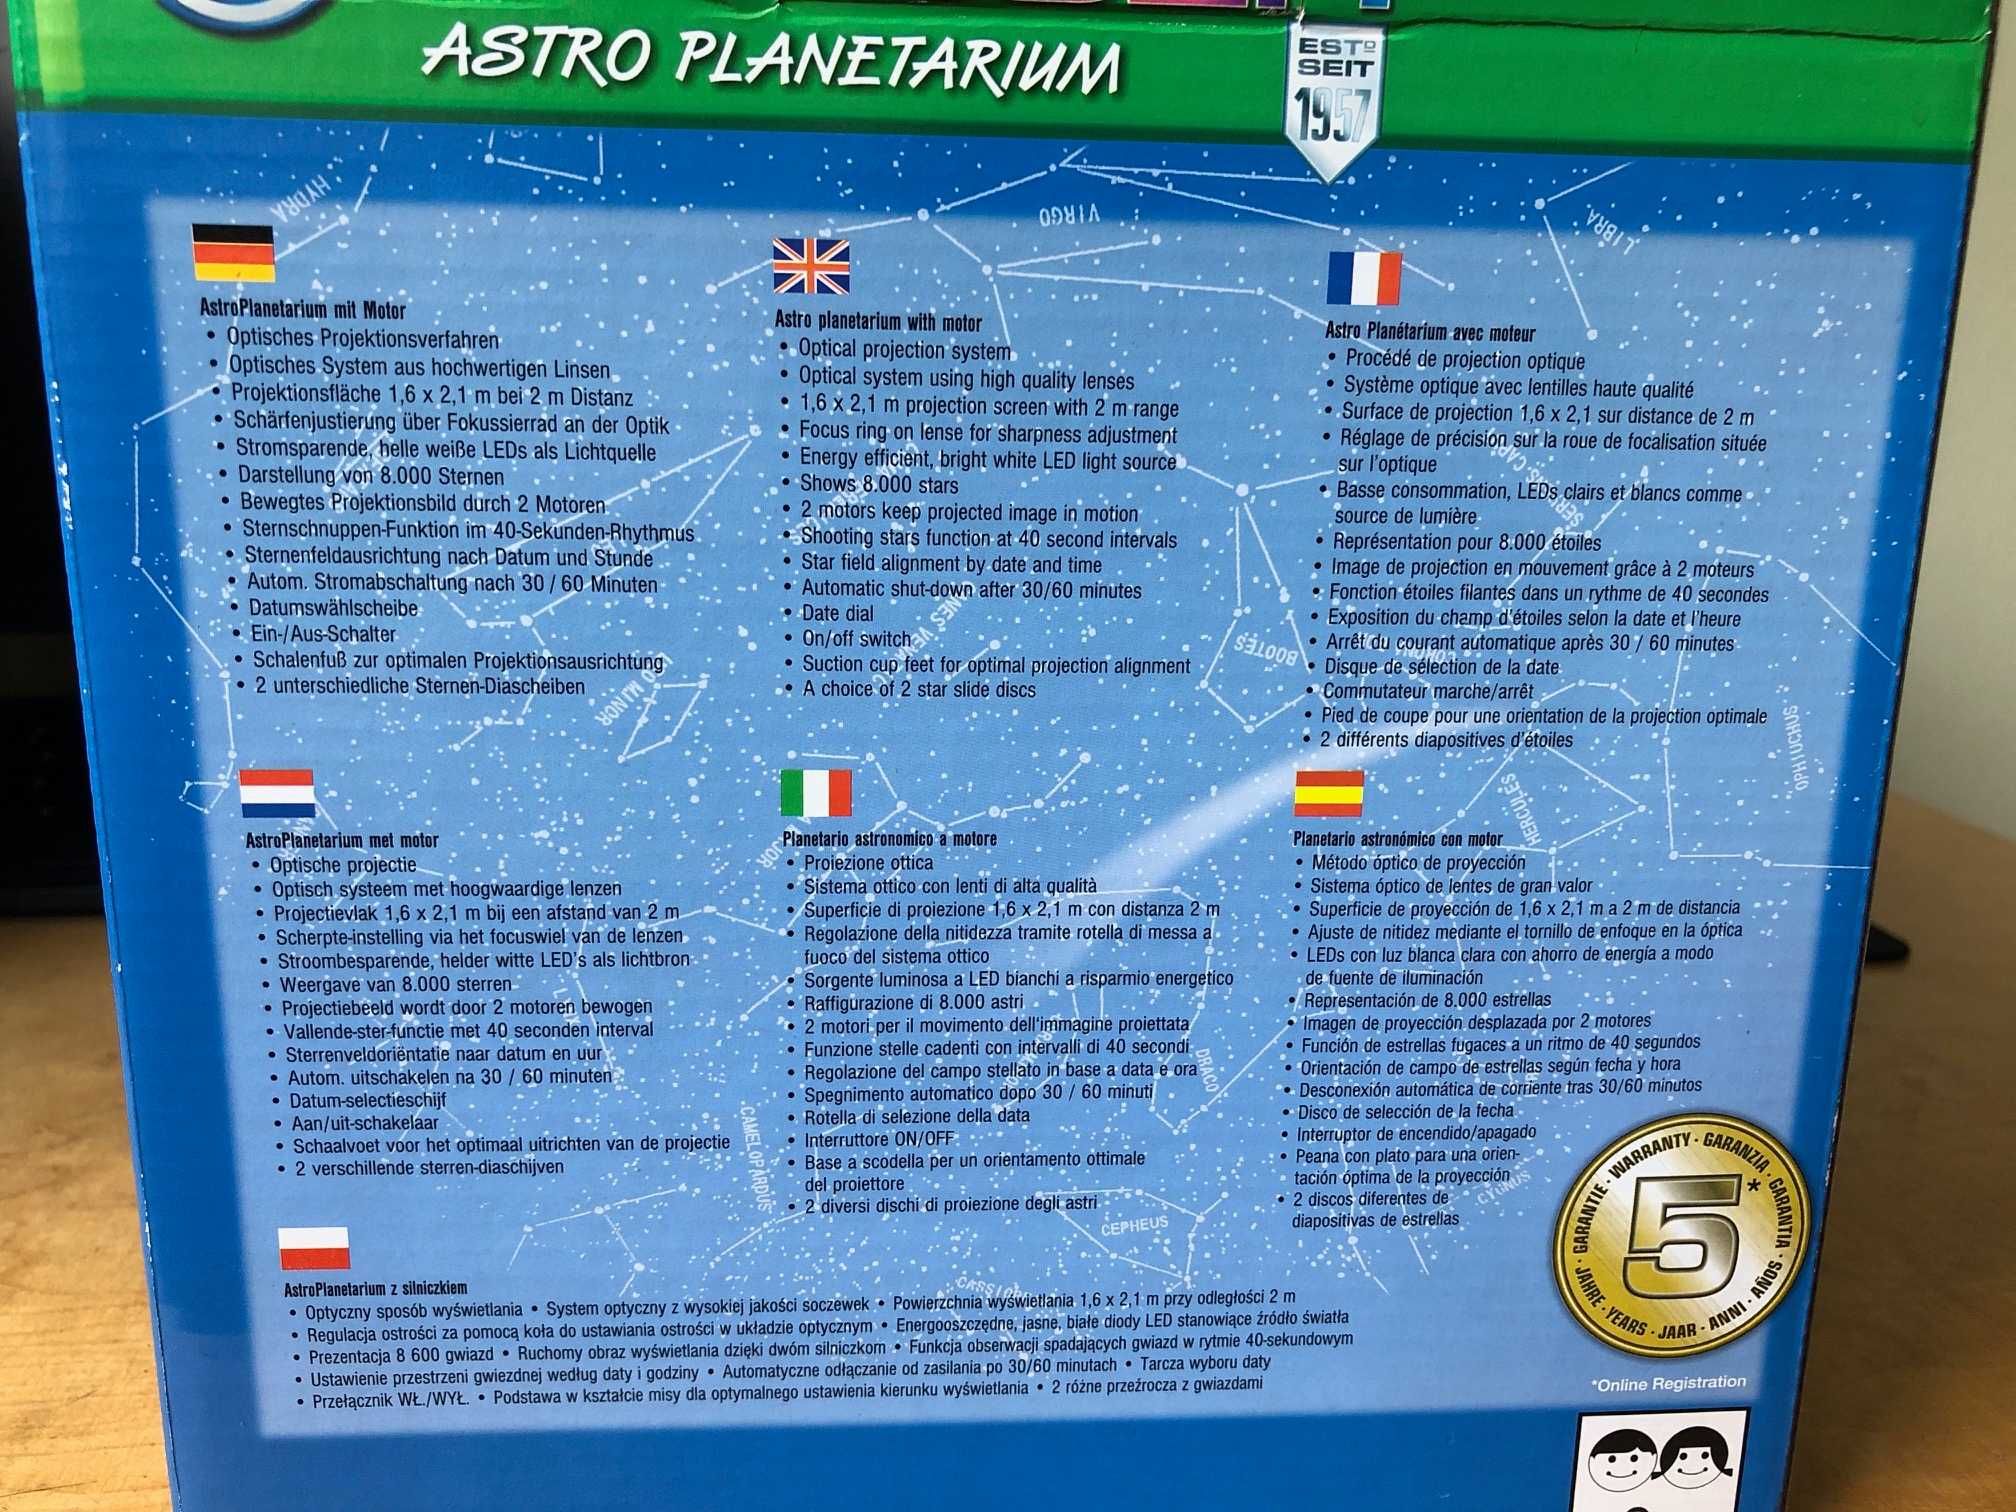 ASTRO PLANETARIUM
ESTD
SEIT
1957
HYDRA
VIRGO
LIBRA
AstroPlanetarium mit Motor
• Optisches Projektionsverfahren
• Optisches System aus hochwertigen Linsen
• Projektionsfläche 1,6 x 2,1 m bei 2 m Distanz
• Schärfenjustierung über Fokussierrad an der Optik
• Stromsparende, helle weiße LEDs als Lichtquelle
• Darstellung von 8.000 Sternen
• Bewegtes Projektionsbild durch 2 Motoren
• Sternschnuppen-Funktion im 40-Sekunden-Rhythmus
• Sternenfeldausrichtung nach Datum und Stunde
• Autom. Stromabschaltung nach 30 / 60 Minuten
• Datumswählscheibe
• Ein-/Aus-Schalter
• Schalenfuß zur optimalen Projektionsausrichtung
• 2 unterschiedliche Sternen-Diascheiben
Astro planetarium with motor
• Optical projection system
• Optical system using high quality lenses
• 1,6 x 2,1 m projection screen with 2 m range
• Focus ring on lense for sharpness adjustment
• Energy efficient, bright white LED light source
• Shows 8.000 stars
• 2 motors keep projected image in motion
• Shooting stars function at 40 second intervals
• Star field alignment by date and time
• Automatic shut-down after 30/60 minutes
• Date dial
• On/off switch
• Suction cup feet for optimal projection alignment
• A choice of 2 star slide discs
Astro Planétarium avec moteur
• Procédé de projection optique
• Système optique avec lentilles haute qualité
• Surface de projection 1,6 x 2,1 sur distance de 2 m
• Réglage de précision sur la roue de focalisation située
sur l'optique
• Basse consommation, LEDs clairs et blancs comme
source de lumière
• Représentation pour 8.000 étoiles
• Image de projection en mouvement grâce à 2 moteurs
• Fonction étoiles filantes dans un rythme de 40 secondes
• Exposition du champ d'étoiles selon la date et l'heure
• Arrêt du courant automatique après 30 / 60 minutes
• Disque de sélection de la date
• Commutateur marche/arrêt
• Pied de coupe pour une orientation de la projection optimale
• 2 différents diapositives d'étoiles
BOOTES
OPHIUCHUS
HERCULES
AstroPlanetarium met motor
• Optische projectie
• Optisch systeem met hoogwaardige lenzen
• Projectievlak 1,6 x 2,1 m bij een afstand van 2 m
• Scherpte-instelling via het focuswiel van de lenzen
• Stroombesparende, helder witte LED's als lichtbron
• Weergave van 8.000 sterren
• Projectiebeeld wordt door 2 motoren bewogen
• Vallende-ster-functie met 40 seconden interval
• Sterrenveldoriëntatie naar datum en uur
• Autom. uitschakelen na 30 / 60 minuten
• Datum-selectieschijf
• Aan/uit-schakelaar
• Schaalvoet voor het optimaal uitrichten van de projectie
• 2 verschillende sterren-diaschijven
Planetario astronomico a motore
• Proiezione ottica
• Sistema ottico con lenti di alta qualità
• Superficie di proiezione 1,6 x 2,1 m con distanza 2 m
• Regolazione della nitidezza tramite rotella di messa a
fuoco del sistema ottico
• Sorgente luminosa a LED bianchi a risparmio energetico
• Raffigurazione di 8.000 astri
• 2 motori per il movimento dell'immagine proiettata
• Funzione stelle cadenti con intervalli di 40 secondi
• Regolazione del campo stellato in base a data e ora
• Spegnimento automatico dopo 30 / 60 minuti
• Rotella di selezione della data
• Interruttore ON/OFF
• Base a scodella per un orientamento ottimale
del proiettore
• 2 diversi dischi di proiezione degli astri
Planetario astronómico con motor
• Método óptico de proyección
• Sistema óptico de lentes de gran valor
• Superficie de proyección de 1,6 x 2,1 m a 2 m de distancia
• Ajuste de nitidez mediante el tornillo de enfoque en la óptica
• LEDs con luz blanca clara con ahorro de energía a modo
de fuente de iluminación
• Representación de 8.000 estrellas
• Imagen de proyección desplazada por 2 motores
• Función de estrellas fugaces a un ritmo de 40 segundos
• Orientación de campo de estrellas según fecha y hora
• Desconexión automática de corriente tras 30/60 minutos
• Disco de selección de la fecha
• Interruptor de encendido/apagado
• Peana con plato para una orien-
tación óptima de la proyección
• 2 discos diferentes de
diapositivas de estrellas
DRACO
CAMELOPARDUS
CEPHEUS
CYGNUS
AstroPlanetarium z silniczkiem
• Optyczny sposób wyświetlania • System optyczny z wysokiej jakości soczewek • Powierzchnia wyświetlania 1,6 x 2,1 m przy odległości 2 m
• Regulacja ostrości za pomocą koła do ustawiania ostrości w układzie optycznym • Energooszczędne, jasne, białe diody LED stanowiące źródło światła
• Prezentacja 8 600 gwiazd • Ruchomy obraz wyświetlania dzięki dwóm silniczkom • Funkcja obserwacji spadających gwiazd w rytmie 40-sekundowym
• Ustawienie przestrzeni gwiezdnej według daty i godziny • Automatyczne odłączanie od zasilania po 30/60 minutach • Tarcza wyboru daty
• Przełącznik WŁ./WYŁ. • Podstawa w kształcie misy dla optymalnego ustawienia kierunku wyświetlania • 2 różne przeźrocza z gwiazdami
GARANTIE · WARRANTY · GARANZIA · GARANTIA
5*
JAHRE · YEARS · JAAR · ANNI · AÑOS
*Online Registration